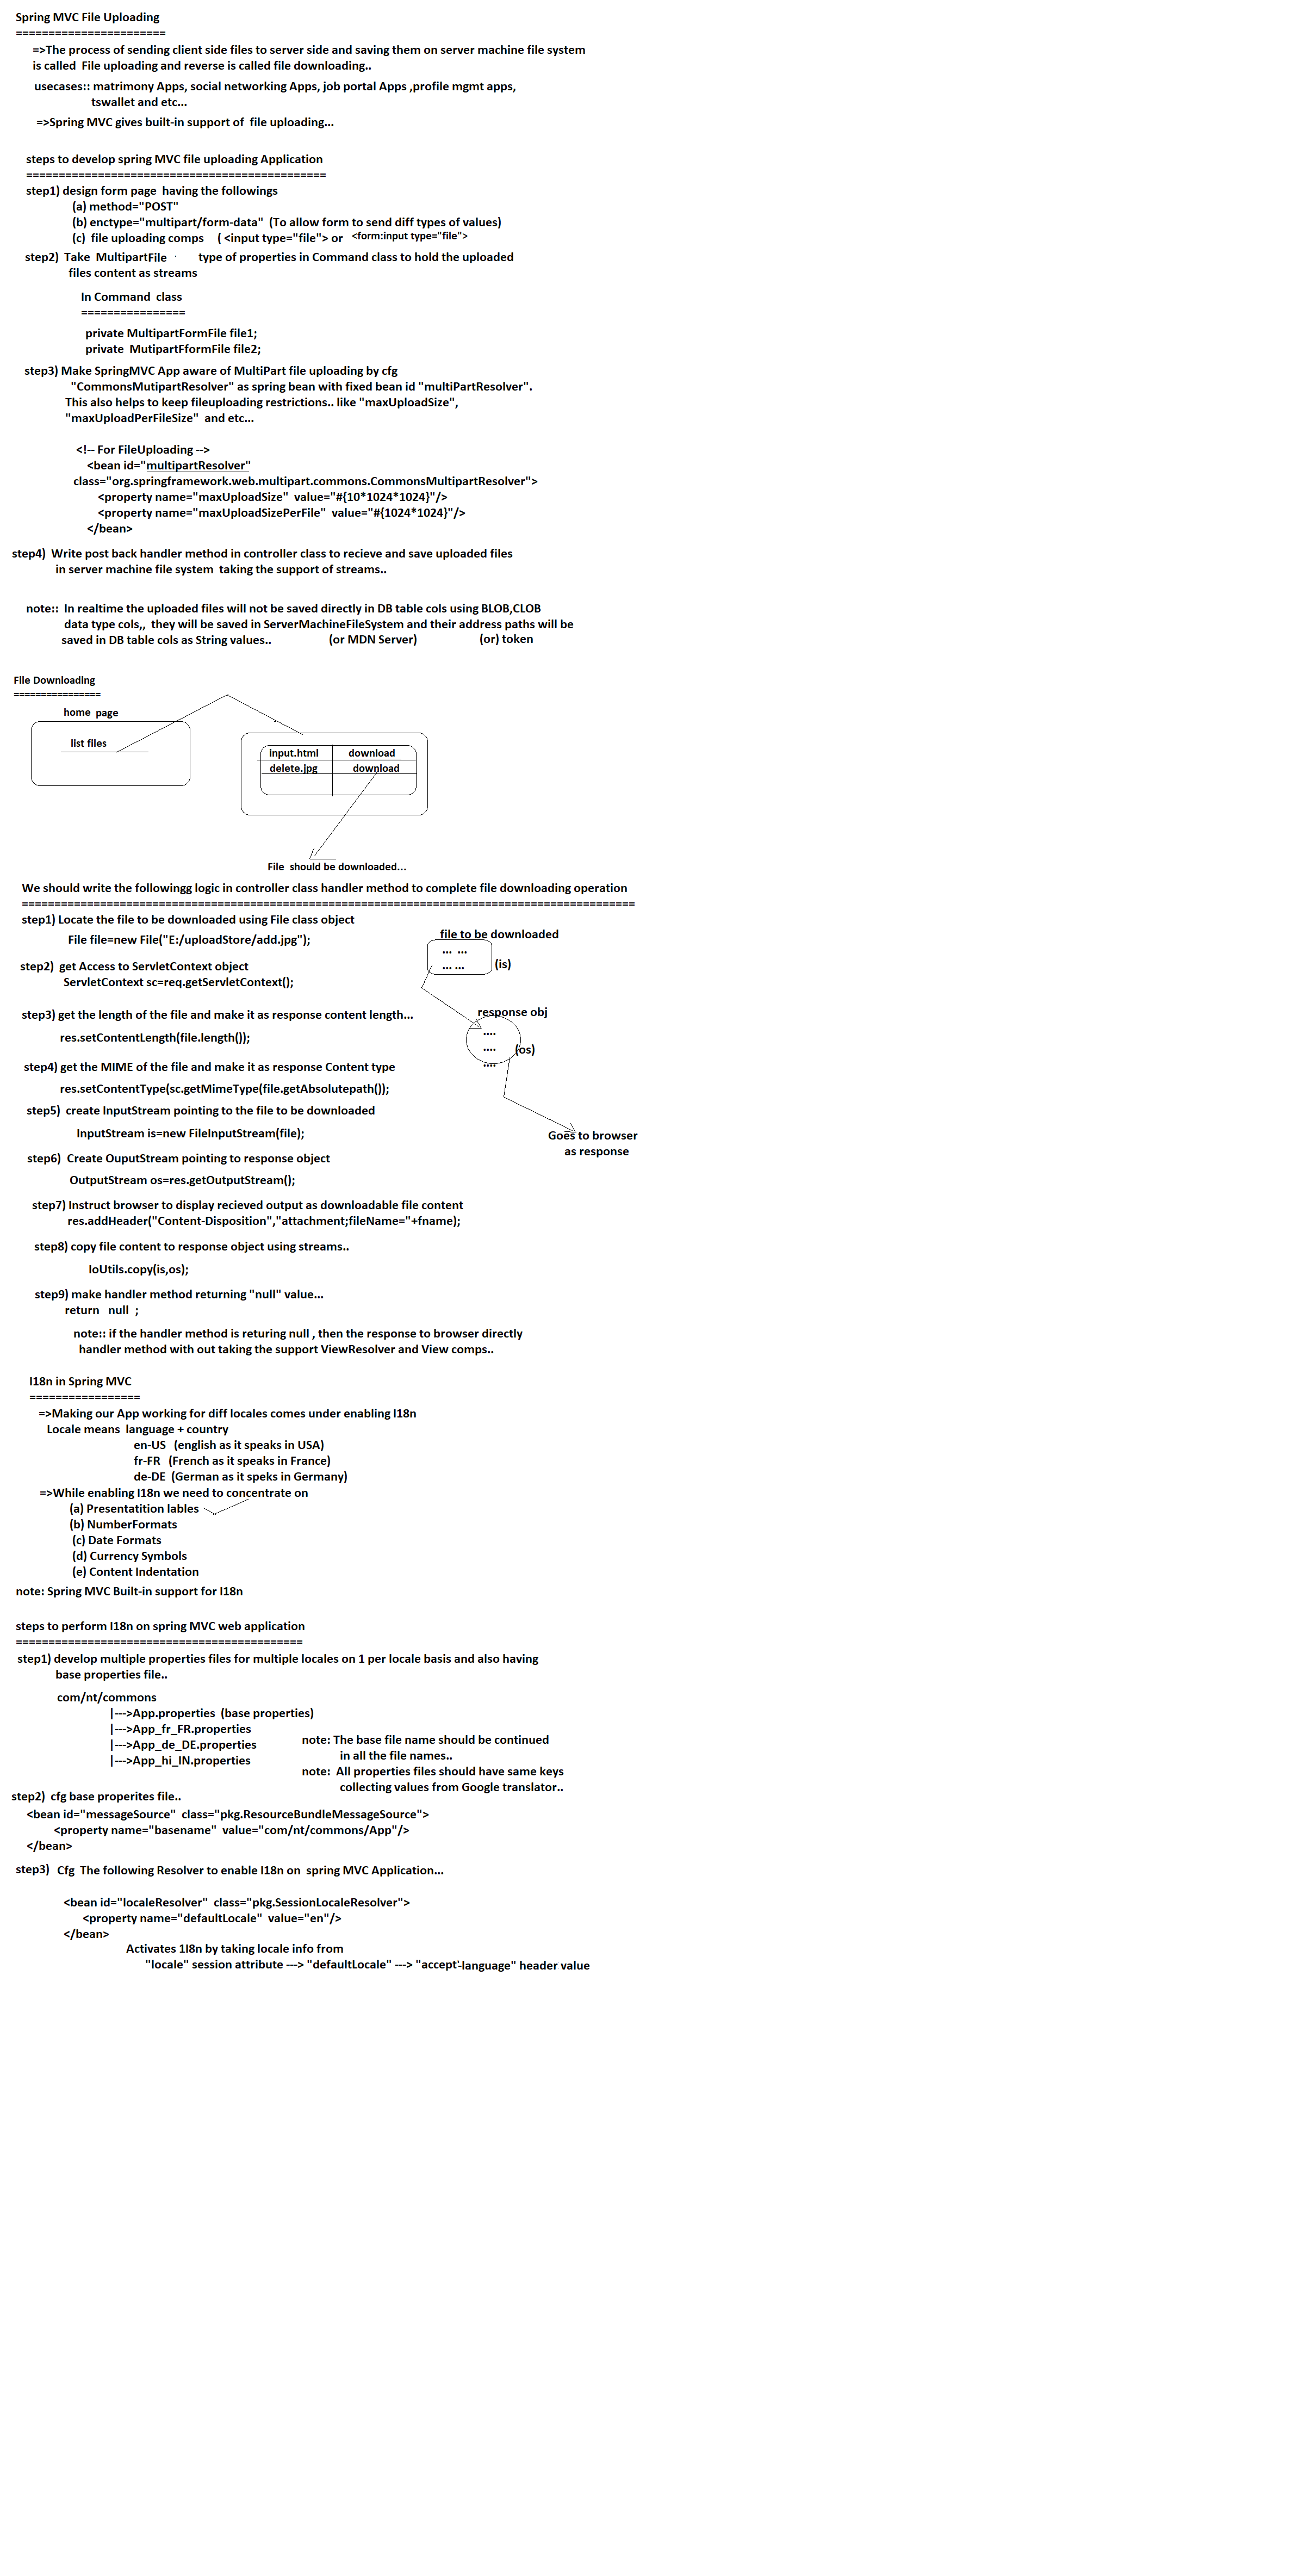 Spring MVC File Uploading
=======================
=>The process of sending client side files to server side and saving them on server machine file system
is called  File uploading and reverse is called file downloading..
usecases:: matrimony Apps, social networking Apps, job portal Apps ,profile mgmt apps,
tswallet and etc...
=>Spring MVC gives built-in support of  file uploading...
steps to develop spring MVC file uploading Application
==============================================
step1) design form page  having the followings
(a) method="POST"
(b) enctype="multipart/form-data"  (To allow form to send diff types of values)
(c)  file uploading comps    ( <input type="file"> or   <form:input type="file">
step2)  Take  MultipartFile         type of properties in Command class to hold the uploaded
files content as streams
In Command  class
================
private MultipartFormFile file1;
private  MutipartFformFile file2;
step3) Make SpringMVC App aware of MultiPart file uploading by cfg
"CommonsMutipartResolver" as spring bean with fixed bean id "multiPartResolver".
This also helps to keep fileuploading restrictions.. like "maxUploadSize",
"maxUploadPerFileSize"  and etc...
<!-- For FileUploading -->
<bean id="multipartResolver"
class="org.springframework.web.multipart.commons.CommonsMultipartResolver">
<property name="maxUploadSize"  value="#{10*1024*1024}"/>
<property name="maxUploadSizePerFile"  value="#{1024*1024}"/>
</bean>
step4)  Write post back handler method in controller class to recieve and save uploaded files
in server machine file system  taking the support of streams..
note::  In realtime the uploaded files will not be saved directly in DB table cols using BLOB,CLOB
data type cols,,  they will be saved in ServerMachineFileSystem and their address paths will be
saved in DB table cols as String values..          (or MDN Server)          (or) token
File Downloading
================
home  page
list files
input.html    download
delete.jpg    download
File  should be downloaded...
We should write the followingg logic in controller class handler method to complete file downloading operation
==============================================================================================
step1) Locate the file to be downloaded using File class object
file to be downloaded
File file=new File("E:/uploadStore/add.jpg");
...  ...
... ...   (is)
step2)  get Access to ServletContext object
ServletContext sc=req.getServletContext();
step3) get the length of the file and make it as response content length...
response obj
res.setContentLength(file.length());
....
....   (os)
....
step4) get the MIME of the file and make it as response Content type
res.setContentType(sc.getMimeType(file.getAbsolutepath());
step5)  create InputStream pointing to the file to be downloaded
InputStream is=new FileInputStream(file);
Goes to browser
as response
step6)  Create OuputStream pointing to response object
OutputStream os=res.getOutputStream();
step7) Instruct browser to display recieved output as downloadable file content
res.addHeader("Content-Disposition","attachment;fileName="+fname);
step8) copy file content to response object using streams..
IoUtils.copy(is,os);
step9) make handler method returning "null" value...
return   null  ;
note:: if the handler method is returing null , then the response to browser directly
handler method with out taking the support ViewResolver and View comps..
I18n in Spring MVC
=================
=>Making our App working for diff locales comes under enabling I18n
Locale means  language + country
en-US   (english as it speaks in USA)
fr-FR   (French as it speaks in France)
de-DE  (German as it speks in Germany)
=>While enabling I18n we need to concentrate on
(a) Presentatition lables
(b) NumberFormats
(c) Date Formats
(d) Currency Symbols
(e) Content Indentation
note: Spring MVC Built-in support for I18n
steps to perform I18n on spring MVC web application
============================================
step1) develop multiple properties files for multiple locales on 1 per locale basis and also having
base properties file..
com/nt/commons
|--->App.properties  (base properties)
|--->App_fr_FR.properties
|--->App_de_DE.properties
|--->App_hi_IN.properties
note: The base file name should be continued
in all the file names..
note:  All properties files should have same keys
collecting values from Google translator..
step2)  cfg base properites file..
<bean id="messageSource"  class="pkg.ResourceBundleMessageSource">
<property name="basename"  value="com/nt/commons/App"/>
</bean>
step3)  Cfg  The following Resolver to enable I18n on  spring MVC Application...
<bean id="localeResolver"  class="pkg.SessionLocaleResolver">
<property name="defaultLocale"  value="en"/>
</bean>
Activates 1I8n by taking locale info from
"locale" session attribute ---> "defaultLocale" ---> "accept'-language" header value